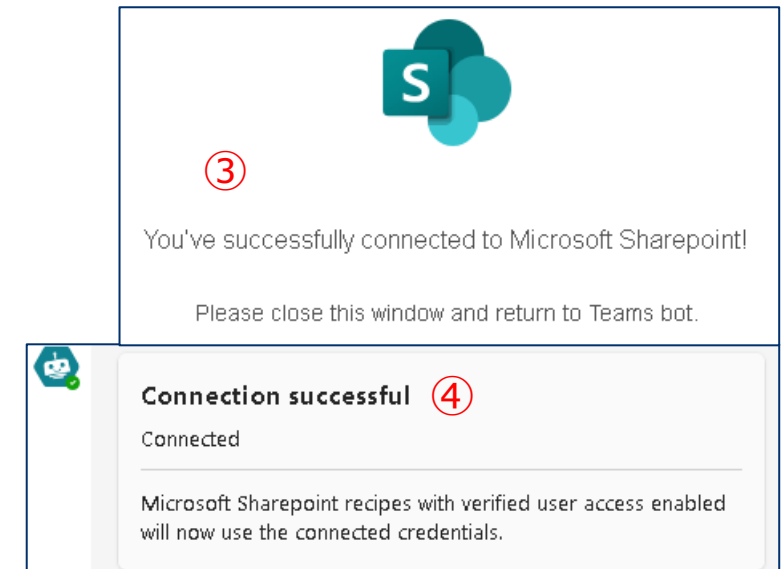 S
③
You've successfully connected to Microsoft Sharepoint!
Please close this window and return to Teams bot.
Connection successful ④
Connected
Microsoft Sharepoint recipes with verified user access enabled
will now use the connected credentials.